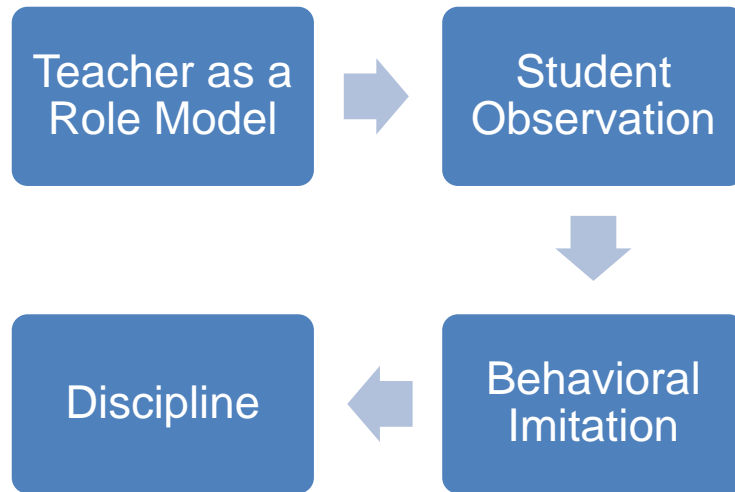 Teacher as a
Role Model
Student
Observation
Behavioral
Imitation
Discipline